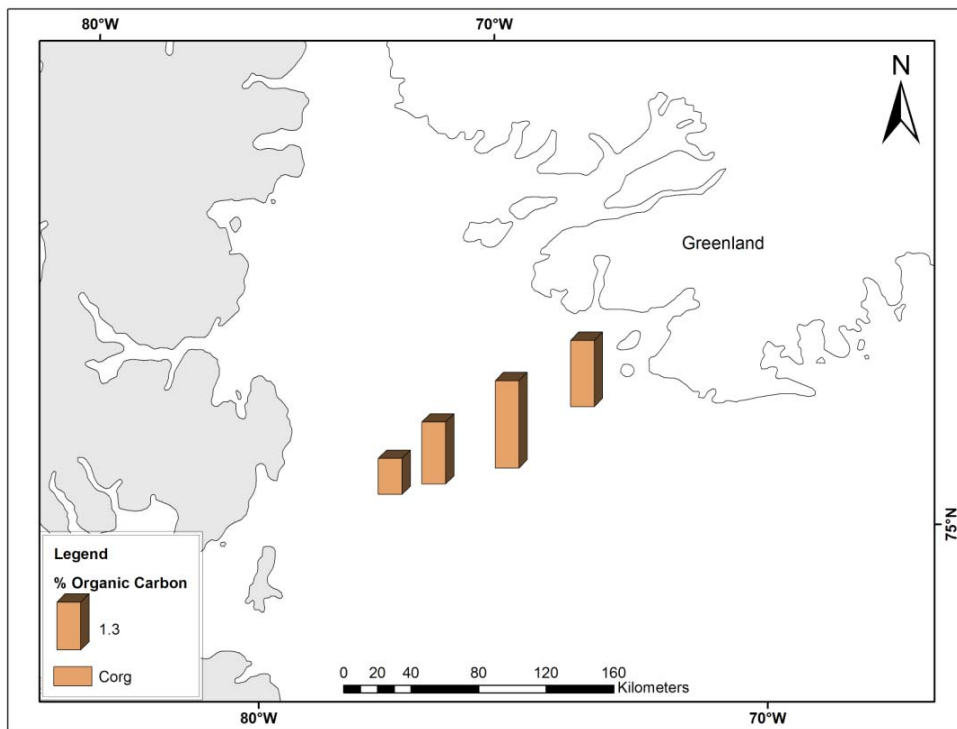 80°W 70°W
N
Greenland
75°N
Legend
% Organic Carbon
1.3
Corg
0 20 40 80 120 160
Kilometers
80°W 70°W